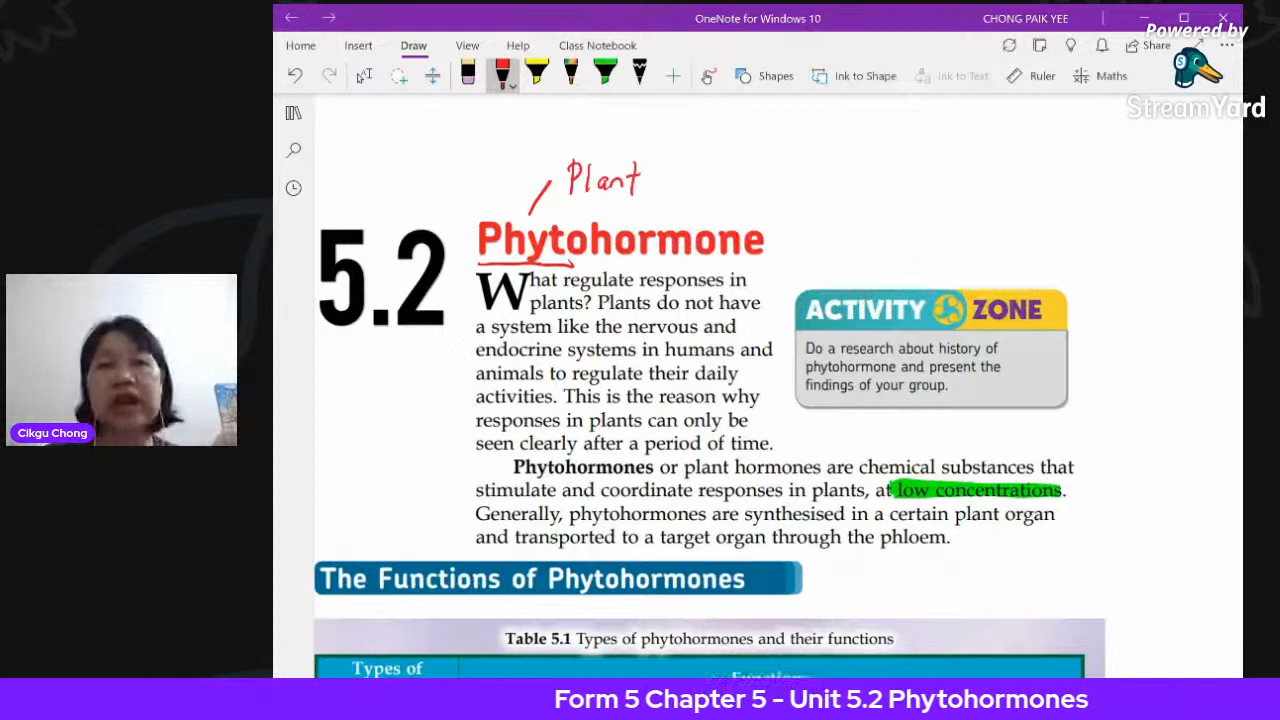 OneNote for Windows 10
CHONG PAIK YEE
Powered by
Home Insert Draw View Help Class Notebook
Share
Shapes
Ink to Shape
Ink to Text
Ruler
Maths
StreamYard
Plant
5.2
Phytohormone
What regulate responses in
plants? Plants do not have
a system like the nervous and
endocrine systems in humans and
animals to regulate their daily
activities. This is the reason why
responses in plants can only be
seen clearly after a period of time.
ACTIVITY ZONE
Do a research about history of
phytohormone and present the
findings of your group.
Phytohormones or plant hormones are chemical substances that
stimulate and coordinate responses in plants, at low concentrations.
Generally, phytohormones are synthesised in a certain plant organ
and transported to a target organ through the phloem.
The Functions of Phytohormones
Table 5.1 Types of phytohormones and their functions
Types of
Cikgu Chong
Form 5 Chapter 5 - Unit 5.2 Phytohormones